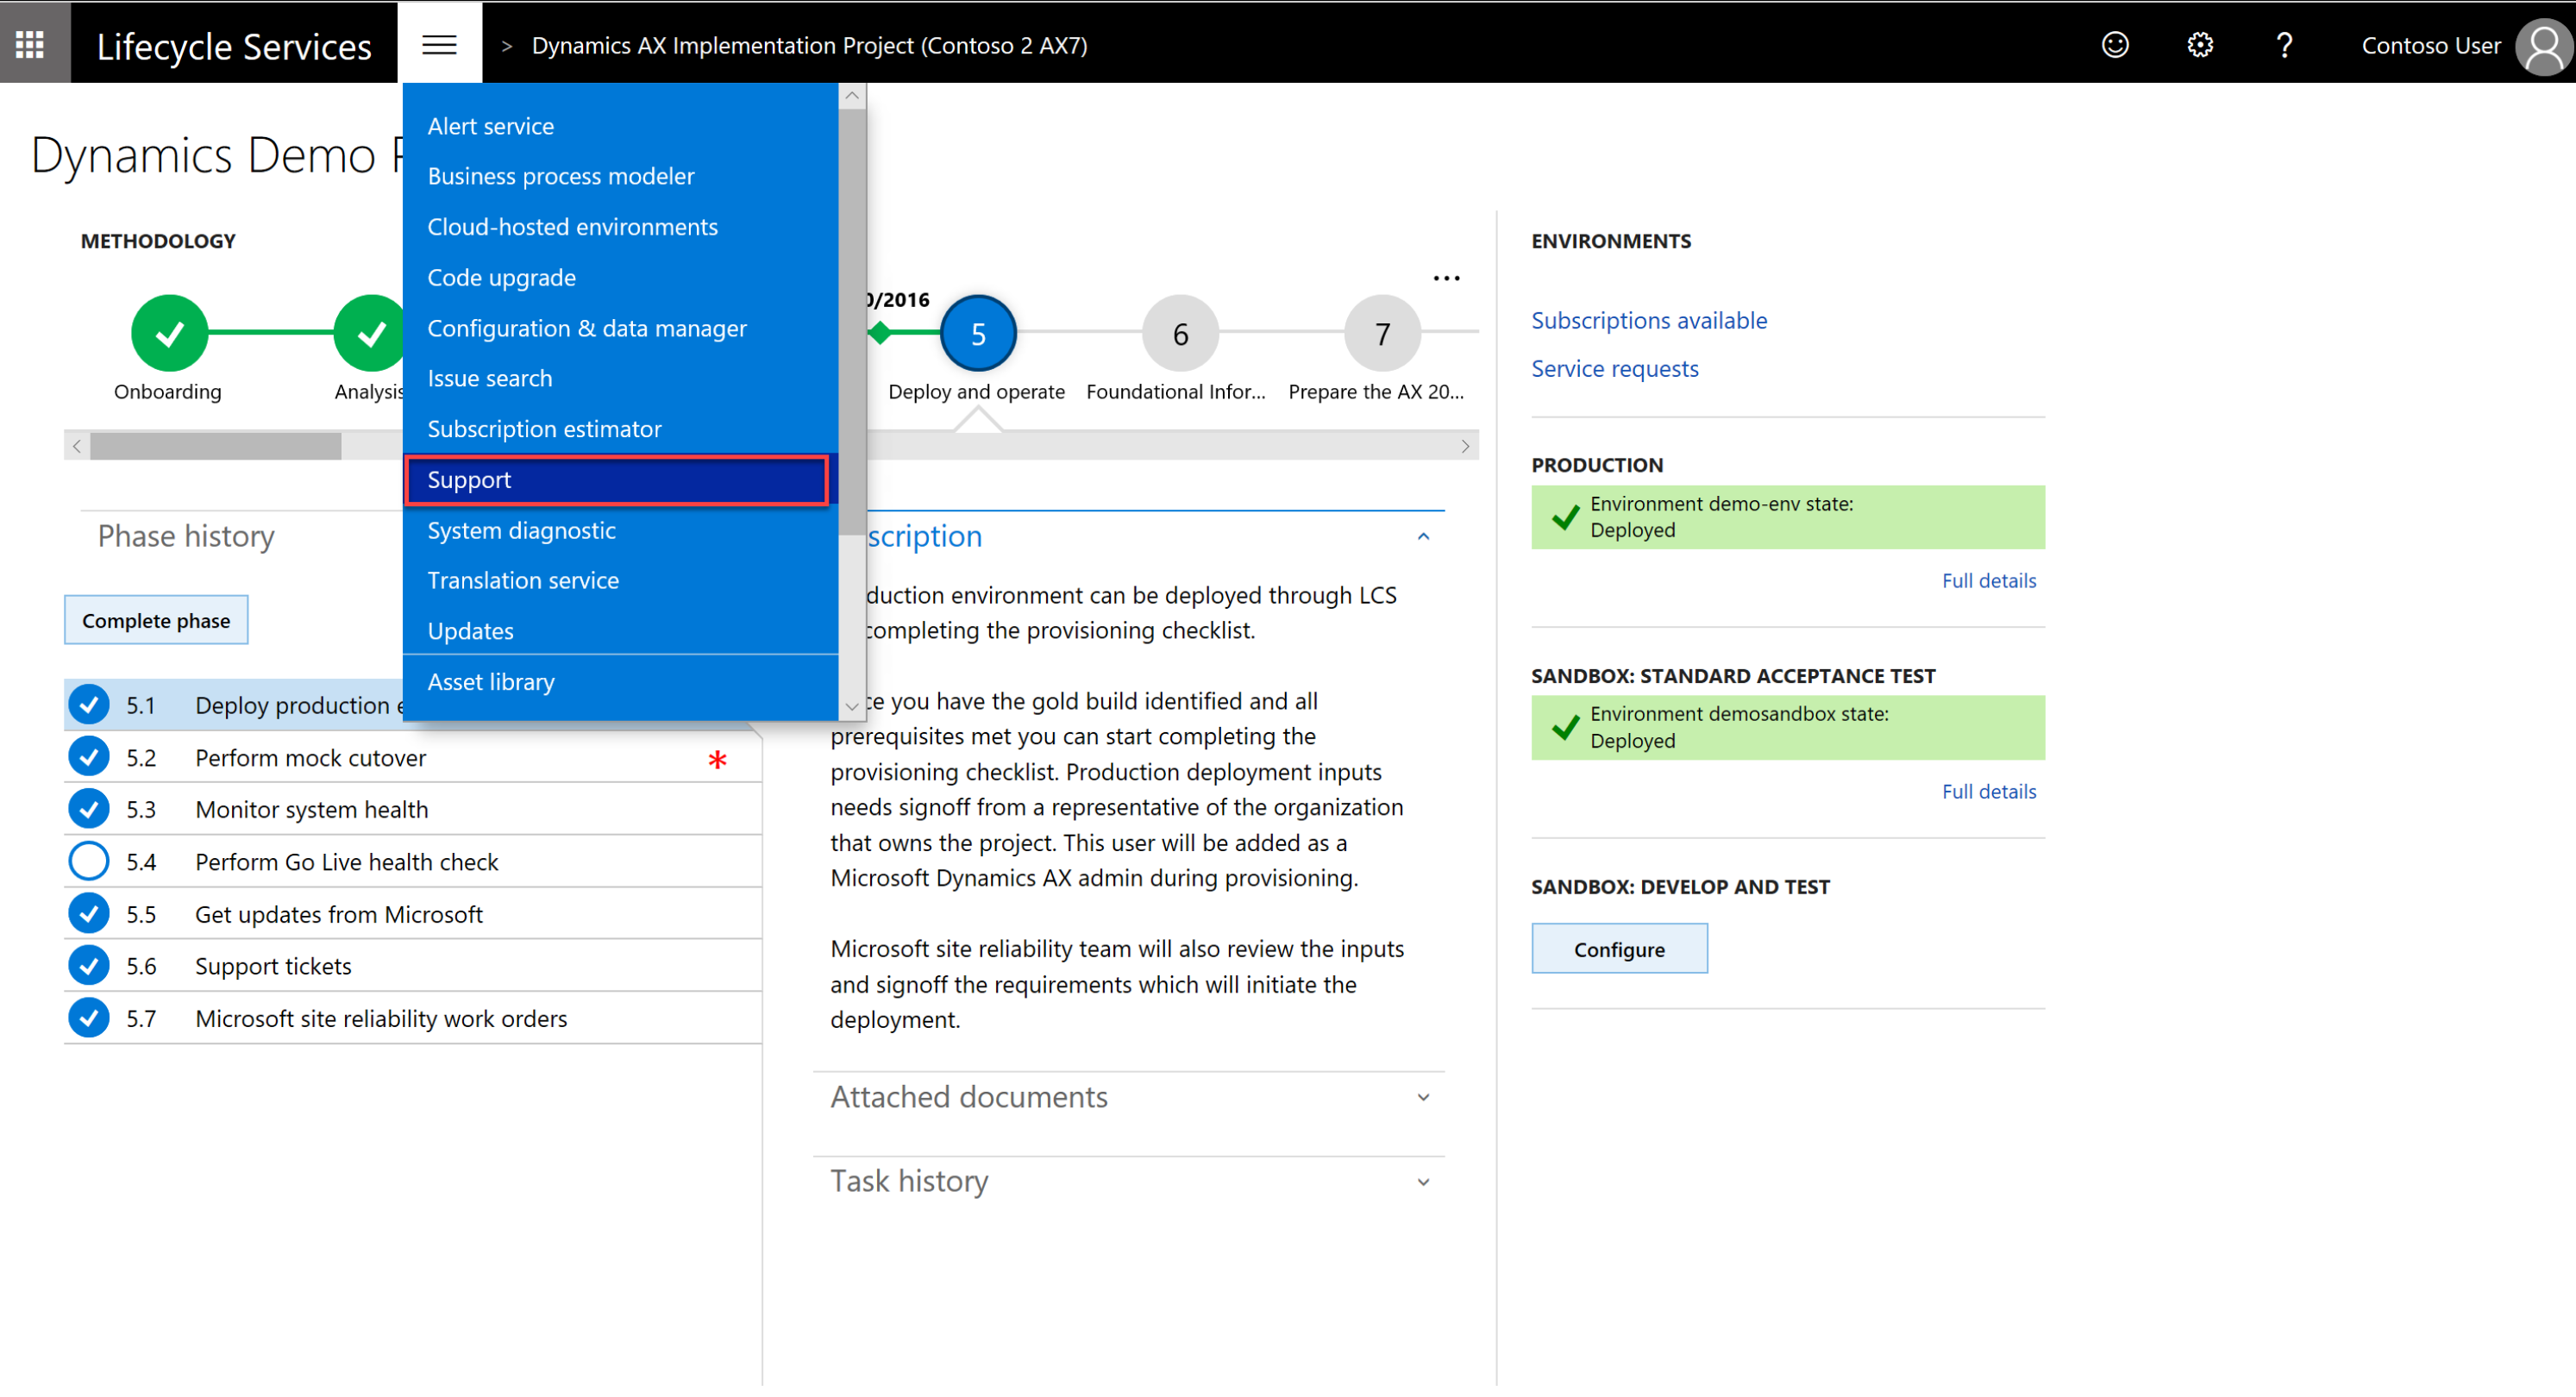 Lifecycle Services
> Dynamics AX Implementation Project (Contoso 2 AX7)
?
Contoso User
Dynamics Demo
Alert service
Business process modeler
Cloud-hosted environments
Code upgrade
Configuration & data manager
Issue search
Subscription estimator
Support
System diagnostic
Translation service
Updates
Asset library
METHODOLOGY
0/2016
...
5
6
7
Onboarding
Analysis
Deploy and operate
Foundational Infor...
Prepare the AX 20...
Phase history
Complete phase
5.1 Deploy production e
5.2 Perform mock cutover *
5.3 Monitor system health
5.4 Perform Go Live health check
5.5 Get updates from Microsoft
5.6 Support tickets
5.7 Microsoft site reliability work orders
scription
duction environment can be deployed through LCS
completing the provisioning checklist.
ce you have the gold build identified and all
prerequisites met you can start completing the
provisioning checklist. Production deployment inputs
needs signoff from a representative of the organization
that owns the project. This user will be added as a
Microsoft Dynamics AX admin during provisioning.
Microsoft site reliability team will also review the inputs
and signoff the requirements which will initiate the
deployment.
Attached documents
Task history
ENVIRONMENTS
Subscriptions available
Service requests
PRODUCTION
Environment demo-env state:
Deployed
Full details
SANDBOX: STANDARD ACCEPTANCE TEST
Environment demosandbox state:
Deployed
Full details
SANDBOX: DEVELOP AND TEST
Configure